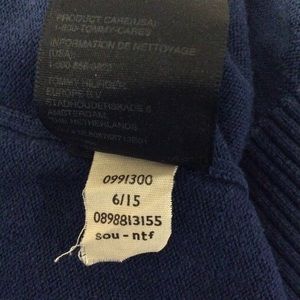 PRODUCT CARE(USA)
1-800-TOMMY-CARES
INFORMATION DE NETTOYAGE
(USA)
TOMMY HILFIGER
EUROPE B.V.
STADHOUDERSKADE 6
AMSTERDAM
THE NETHERLANDS
0991300
6/15
0898813155
sou-ntf